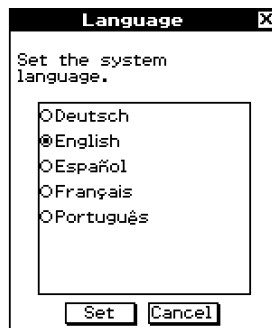 Language X
Set the system
language.
Deutsch
English
Español
Français
Português
Set Cancel